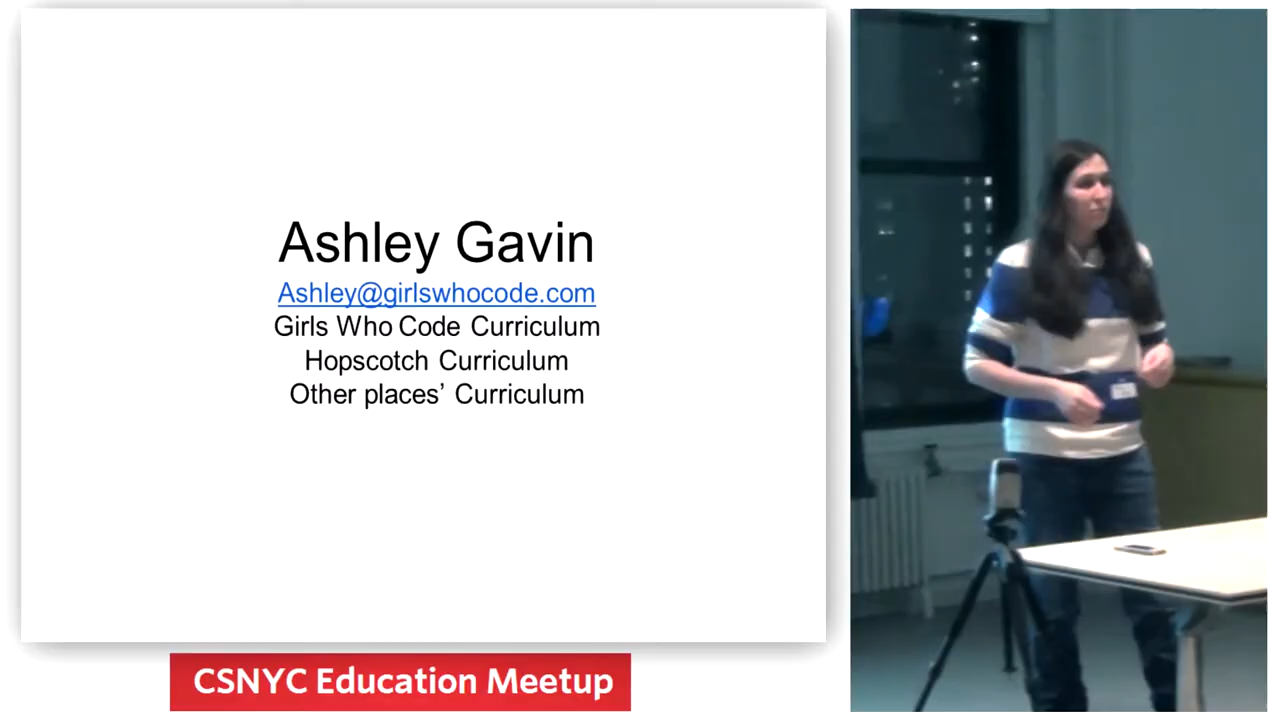 Ashley Gavin
Ashley@girlswhocode.com
Girls Who Code Curriculum
Hopscotch Curriculum
Other places’ Curriculum
CSNYC Education Meetup